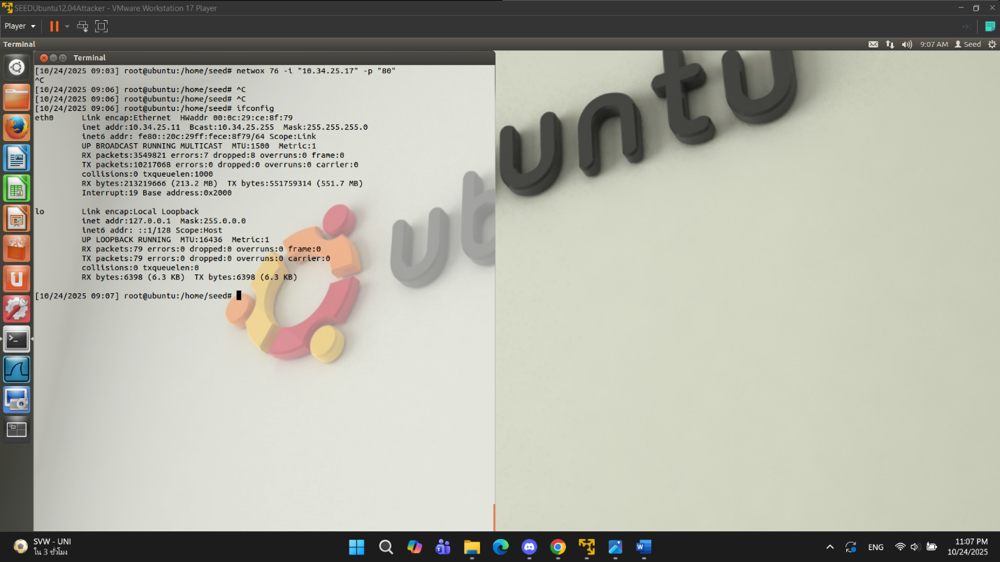 SEEDUbuntu12.04Attacker - VMware Workstation 17 Player
Player
Terminal
9:07 AM Seed
Terminal
[10/24/2025 09:03] root@ubuntu:/home/seed# netwox 76 -i "10.34.25.17" -p "80"
^C
[10/24/2025 09:06] root@ubuntu:/home/seed# ^C
[10/24/2025 09:06] root@ubuntu:/home/seed# ^C
[10/24/2025 09:06] root@ubuntu:/home/seed# ifconfig
eth0 Link encap:Ethernet HWaddr 00:0c:29:ce:8f:79
inet addr:10.34.25.11 Bcast:10.34.25.255 Mask:255.255.255.0
inet6 addr: fe80::20c:29ff:fece:8f79/64 Scope:Link
UP BROADCAST RUNNING MULTICAST MTU:1500 Metric:1
RX packets:3549821 errors:7 dropped:8 overruns:0 frame:0
TX packets:10217068 errors:0 dropped:0 overruns:0 carrier:0
collisions:0 txqueuelen:1000
RX bytes:213219666 (213.2 MB) TX bytes:551759314 (551.7 MB)
Interrupt:19 Base address:0x2000
lo Link encap:Local Loopback
inet addr:127.0.0.1 Mask:255.0.0.0
inet6 addr: ::1/128 Scope:Host
UP LOOPBACK RUNNING MTU:16436 Metric:1
RX packets:79 errors:0 dropped:0 overruns:0 frame:0
TX packets:79 errors:0 dropped:0 overruns:0 carrier:0
collisions:0 txqueuelen:0
RX bytes:6398 (6.3 KB) TX bytes:6398 (6.3 KB)
[10/24/2025 09:07] root@ubuntu:/home/seed#
ub
untu
SVW - UNI
ใน 3 ชั่วโมง
ENG
11:07 PM
10/24/2025